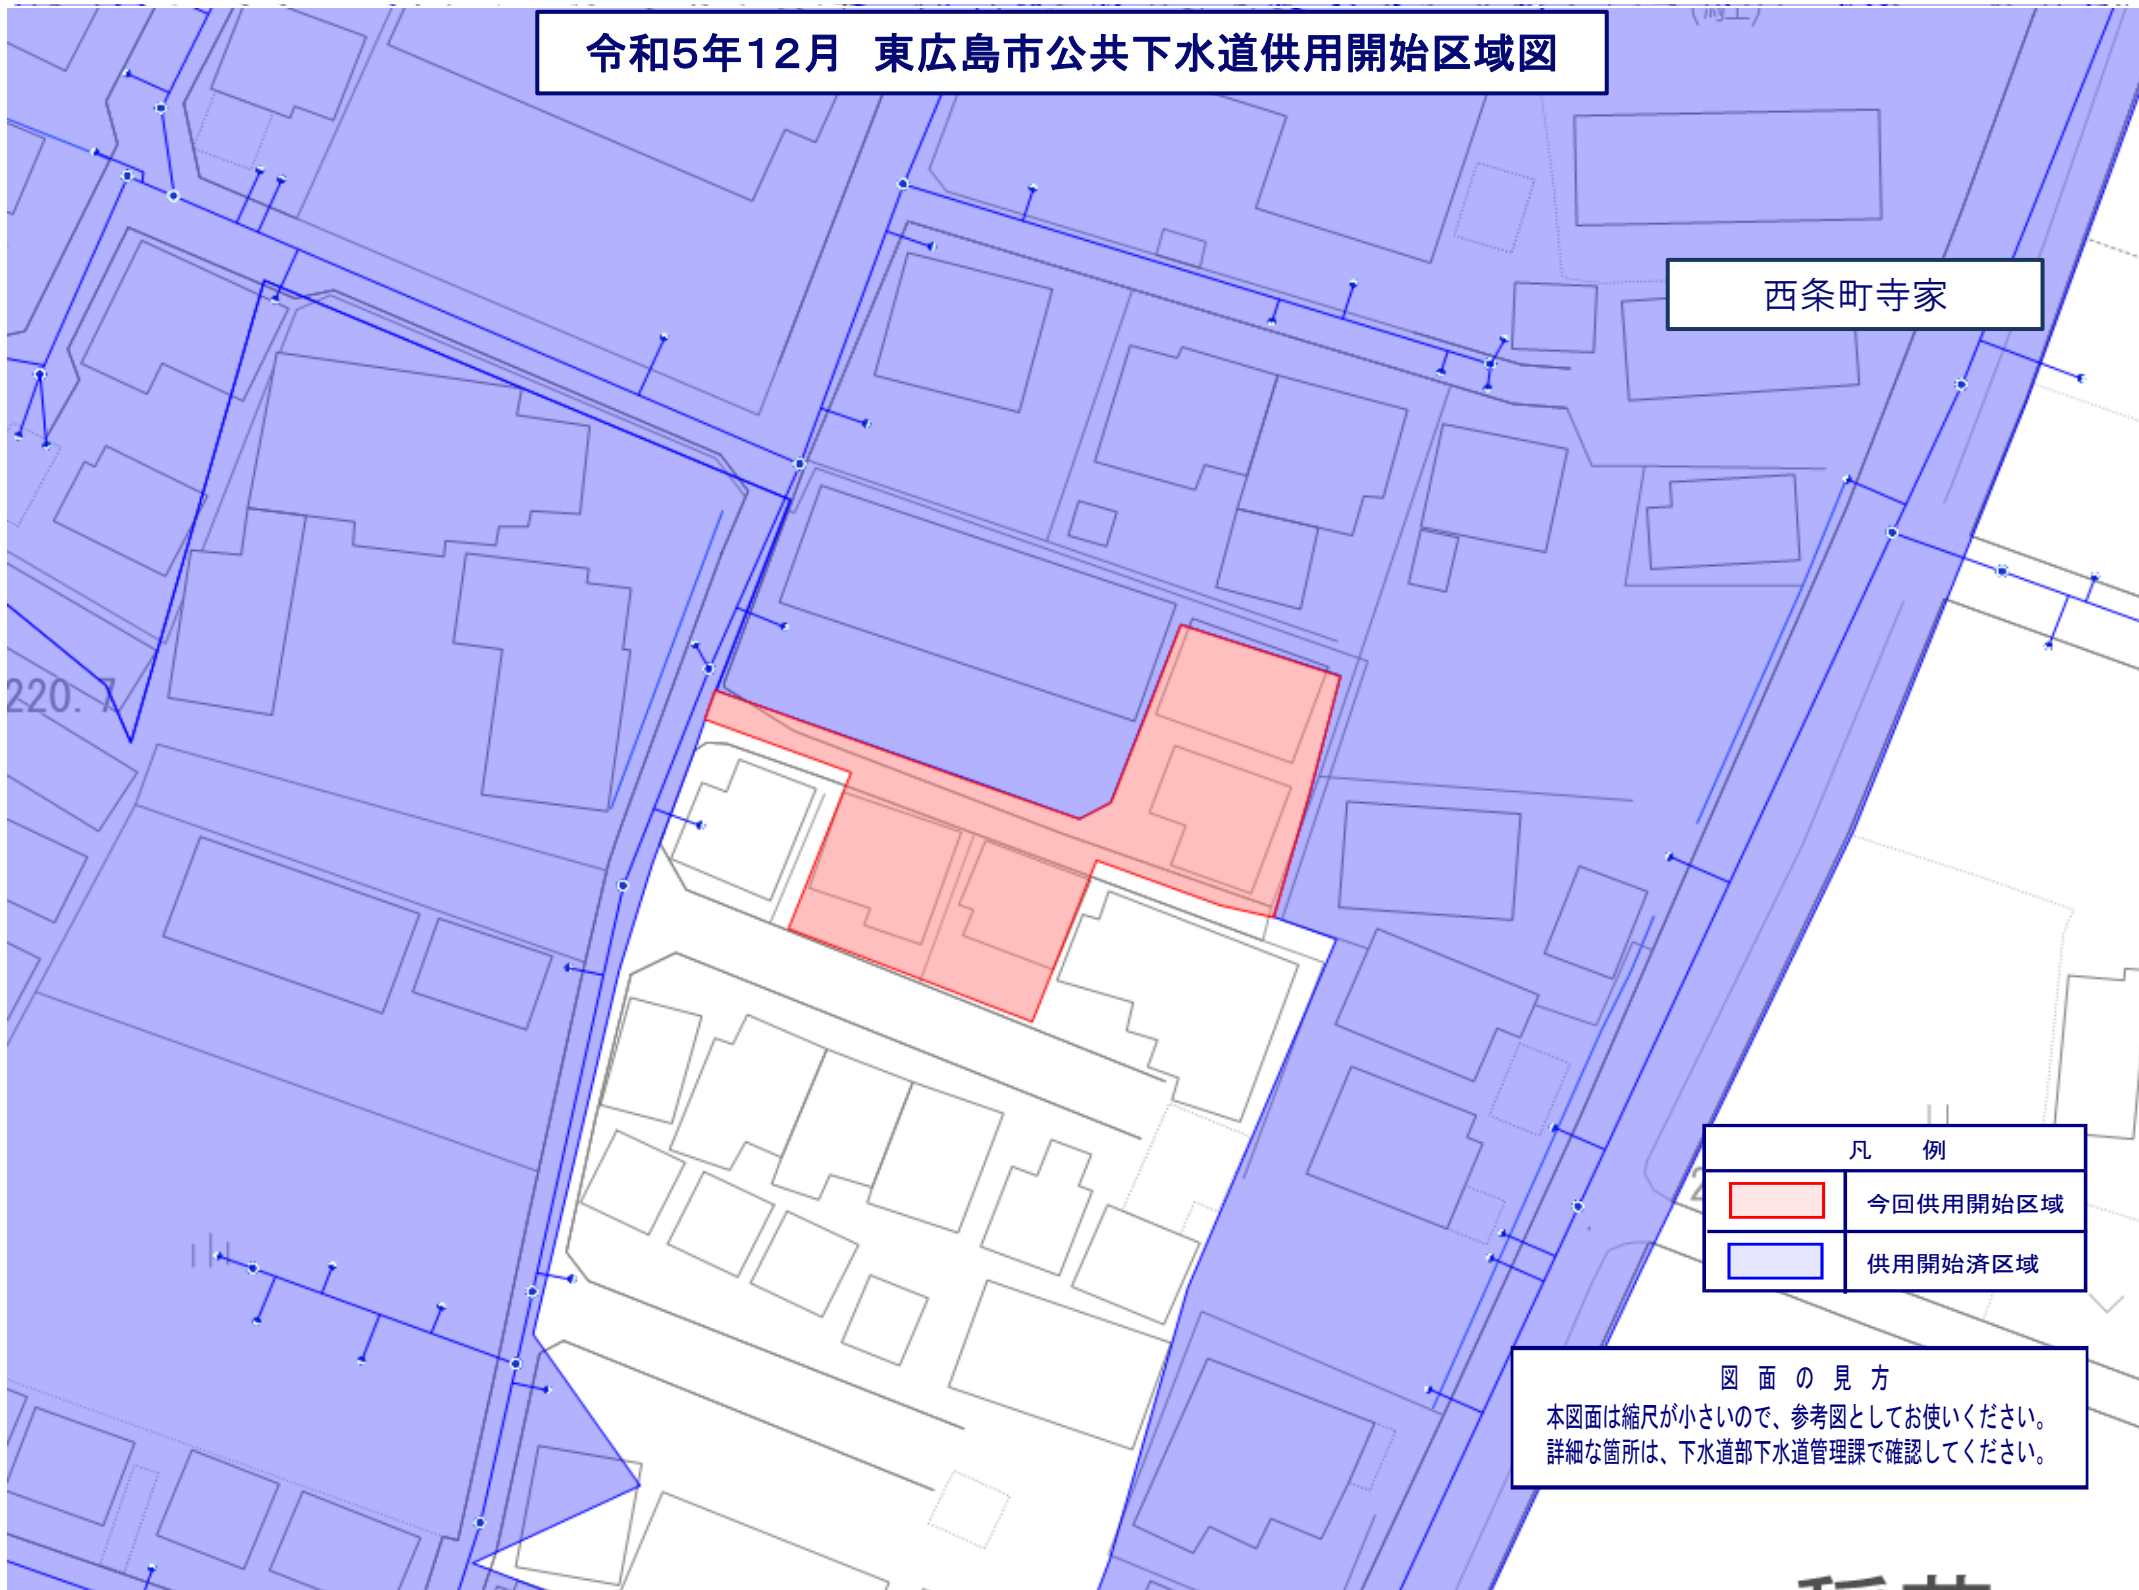 令和5年12月　東広島市公共下水道供用開始区域図
西条町寺家
220.7
凡　例
今回供用開始区域
供用開始済区域
図面の見方
本図面は縮尺が小さいので、参考図としてお使いください。
詳細な箇所は、下水道部下水道管理課で確認してください。